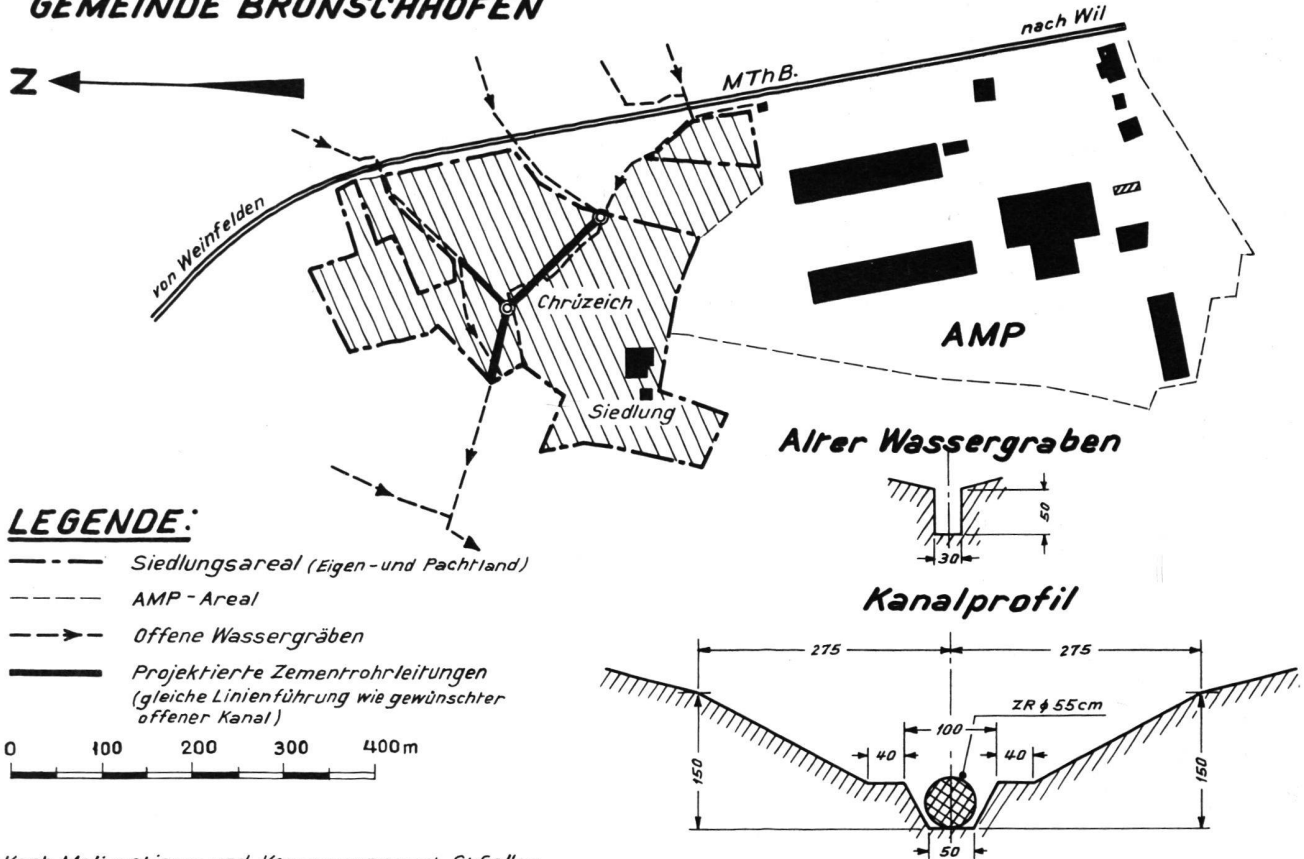 GEMEINDE BRONSCHHOFEN
Z
nach Wil
MThB.
von Weinfelden
Chrüzeich
AMP
Siedlung
Alter Wassergraben
50
30
LEGENDE:
Siedlungsareal (Eigen-und Pachtland)
AMP-Areal
Offene Wassergräben
Projektierte Zementrohrleitungen
(gleiche Linienführung wie gewünschter
offener Kanal)
0 100 200 300 400m
Kanalprofil
275 275
ZR ϕ 55cm
100
40 40
150 150
50